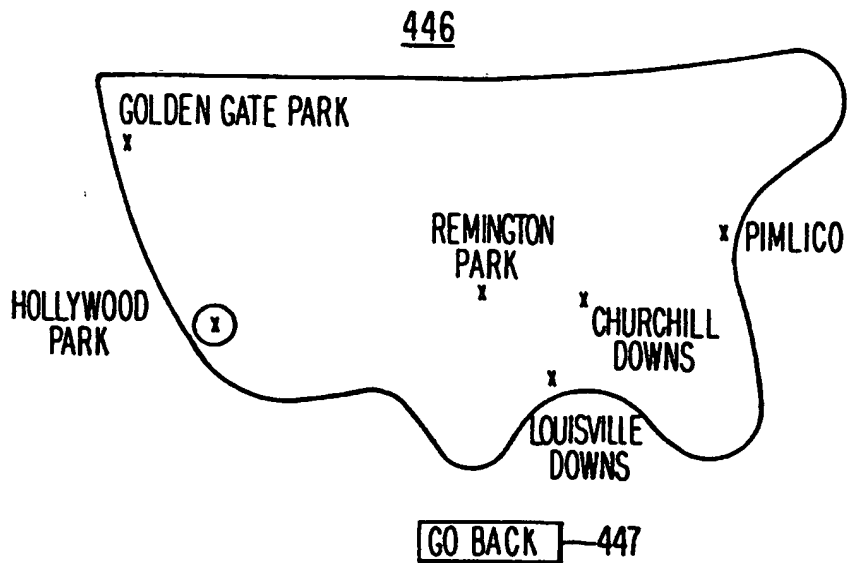 446
GOLDEN GATE PARK
x
REMINGTON
PARK
x
x PIMLICO
HOLLYWOOD
PARK
x
x
CHURCHILL
DOWNS
x
LOUISVILLE
DOWNS
GO BACK 447